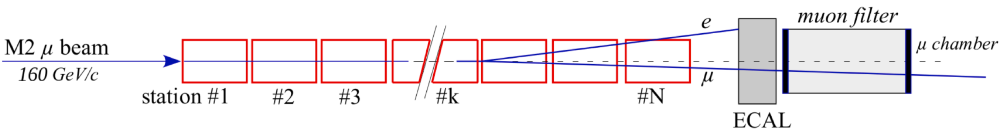 M2 μ beam
160 GeV/c
station #1
#2
#3
#k
#N
e
μ
ECAL
muon filter
μ chamber